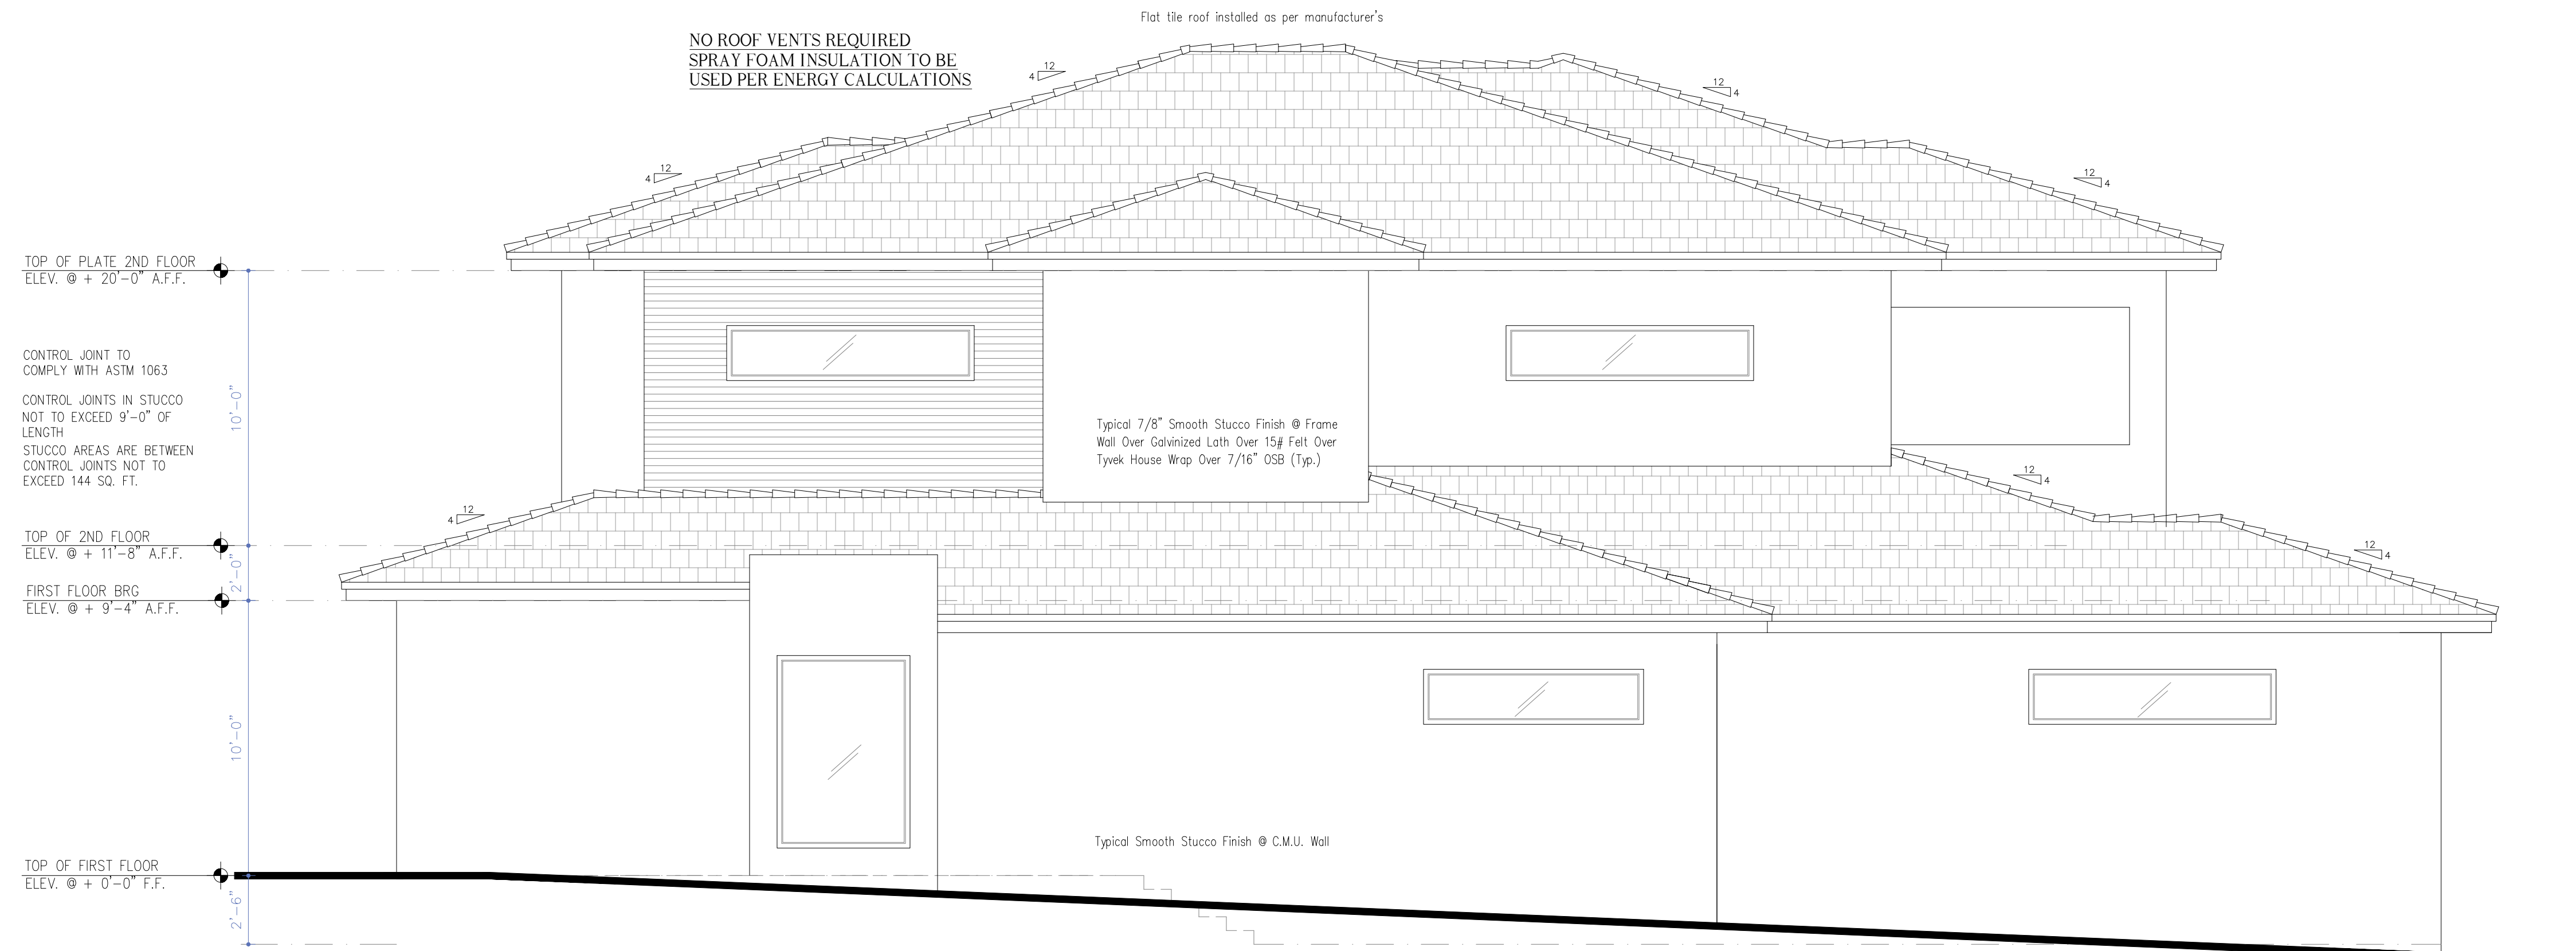 Flat tile roof installed as per manufacturer's
NO ROOF VENTS REQUIRED
SPRAY FOAM INSULATION TO BE
USED PER ENERGY CALCULATIONS
12
4
12
4
12
4
12
4
TOP OF PLATE 2ND FLOOR
ELEV. @ + 20'-0" A.F.F.
CONTROL JOINT TO
COMPLY WITH ASTM 1063
CONTROL JOINTS IN STUCCO
NOT TO EXCEED 9'-0" OF
LENGTH
STUCCO AREAS ARE BETWEEN
CONTROL JOINTS NOT TO
EXCEED 144 SQ. FT.
10'-0"
Typical 7/8" Smooth Stucco Finish @ Frame
Wall Over Galvinized Lath Over 15# Felt Over
Tyvek House Wrap Over 7/16" OSB (Typ.)
12
4
12
4
12
4
TOP OF 2ND FLOOR
ELEV. @ + 11'-8" A.F.F.
2'-0"
FIRST FLOOR BRG
ELEV. @ + 9'-4" A.F.F.
10'-0"
Typical Smooth Stucco Finish @ C.M.U. Wall
TOP OF FIRST FLOOR
ELEV. @ + 0'-0" F.F.
2'-6"